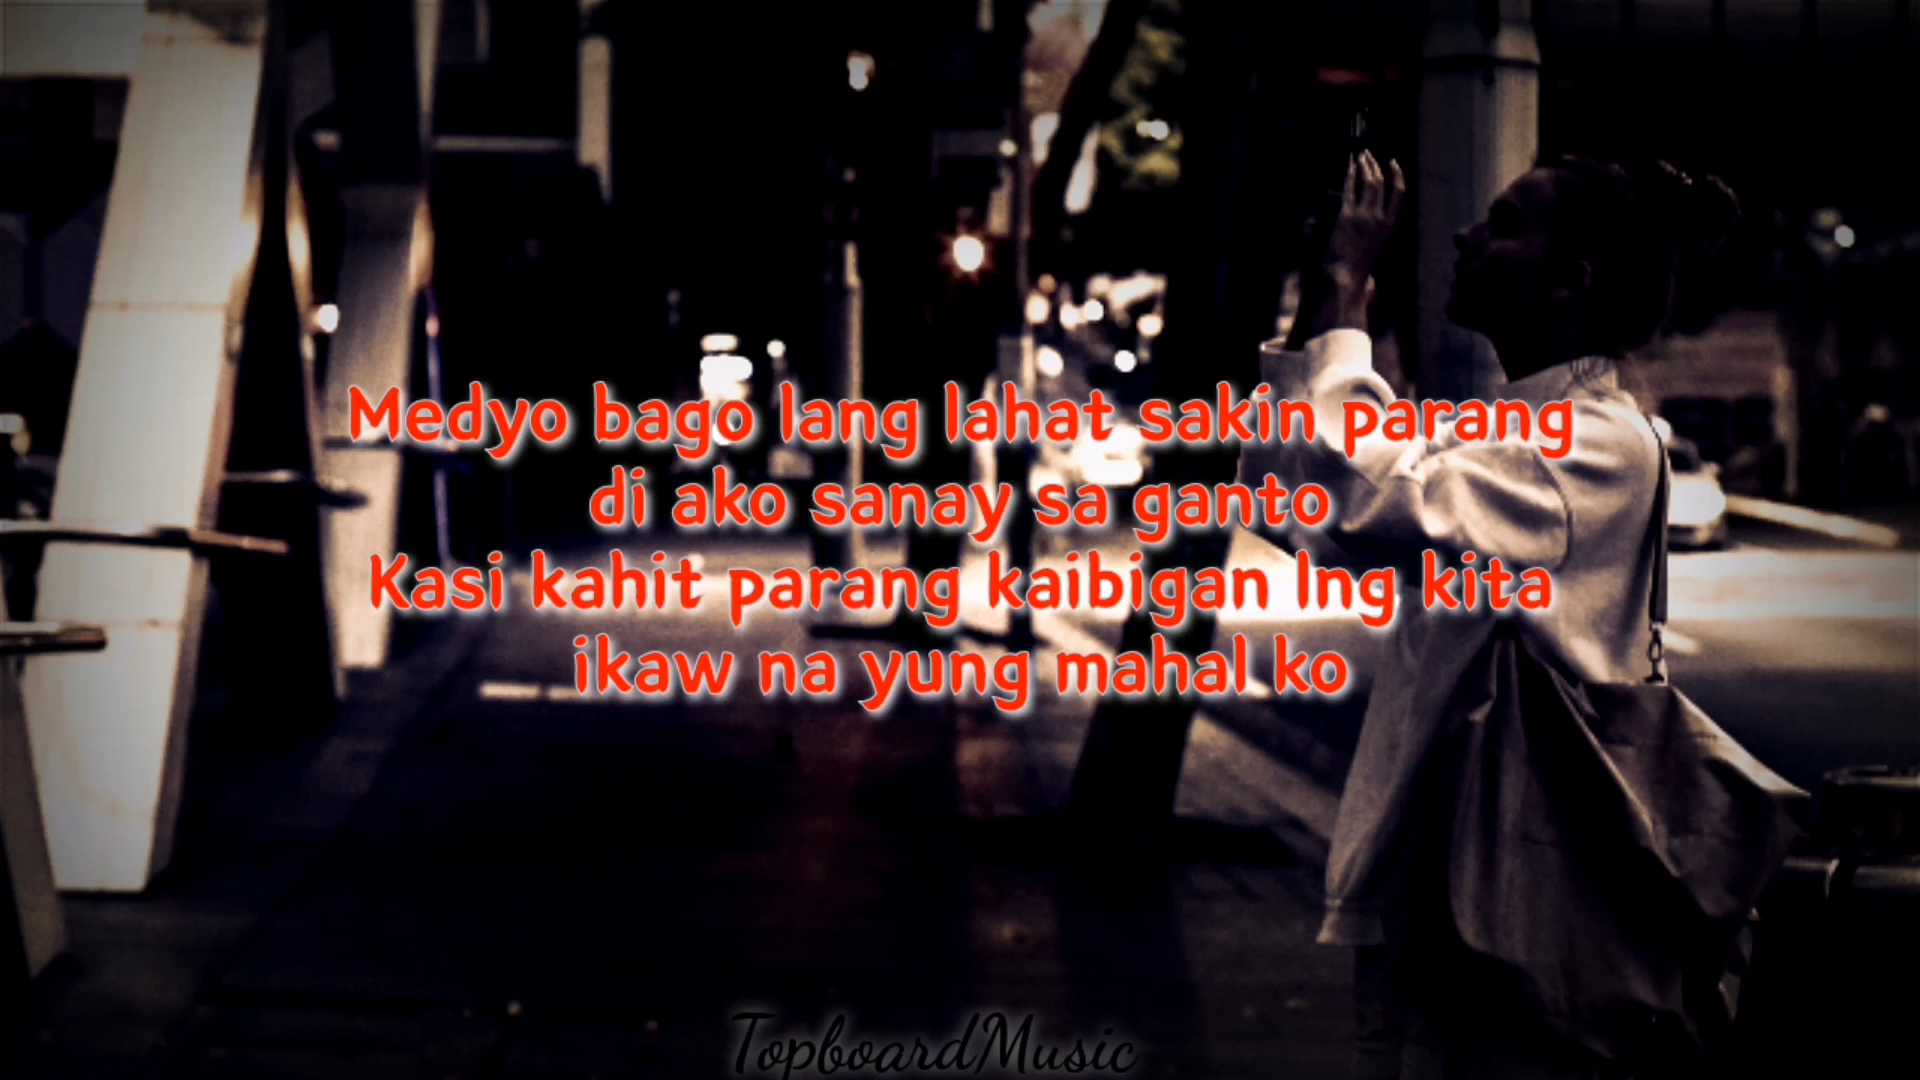 Medyo bago lang lahat sakin parang
di ako sanay sa ganto
Kasi kahit parang kaibigan lng kita
ikaw na yung mahal ko
TopboardMusic